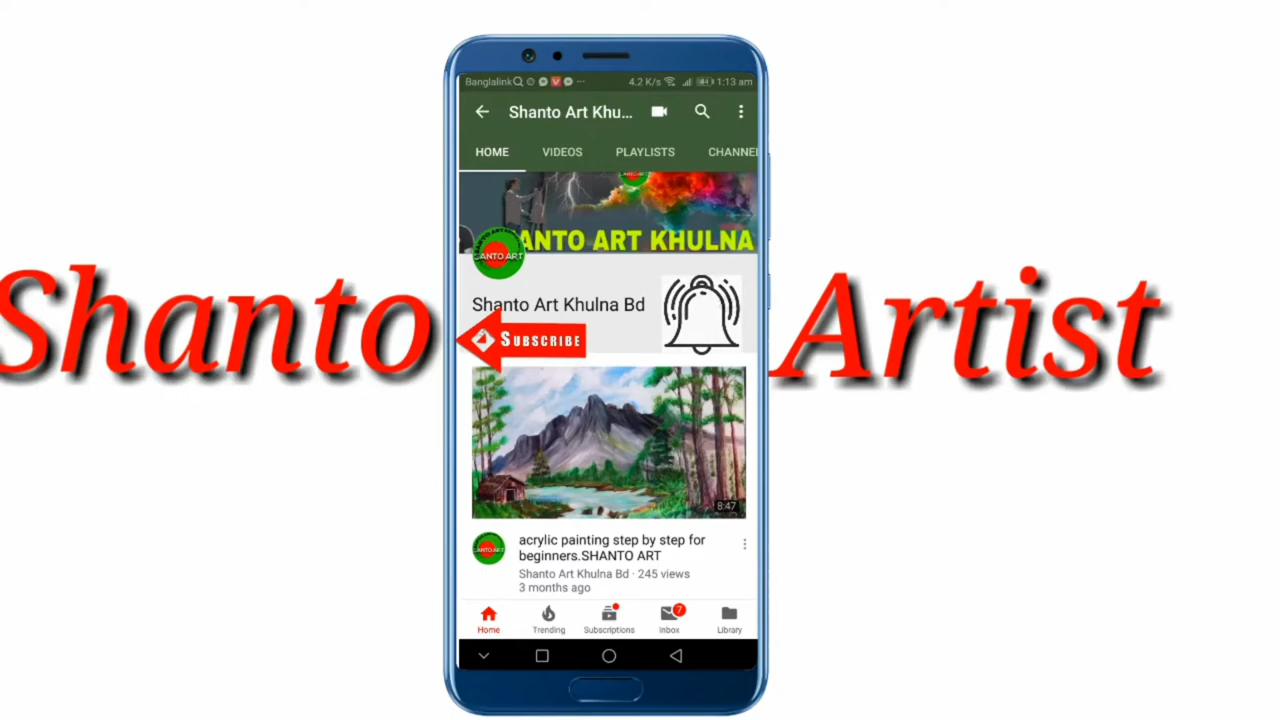 Banglalink 4.2 K/s 1:13 am
Shanto Art Khu...
HOME VIDEOS PLAYLISTS CHANNEL
ANTO ART KHULNA
SANTO ART
Shanto Art Khulna Bd
SUBSCRIBE
Shanto Artist
8:47
acrylic painting step by step for
beginners.SHANTO ART
Shanto Art Khulna Bd · 245 views
3 months ago
Home Trending Subscriptions Inbox 7 Library